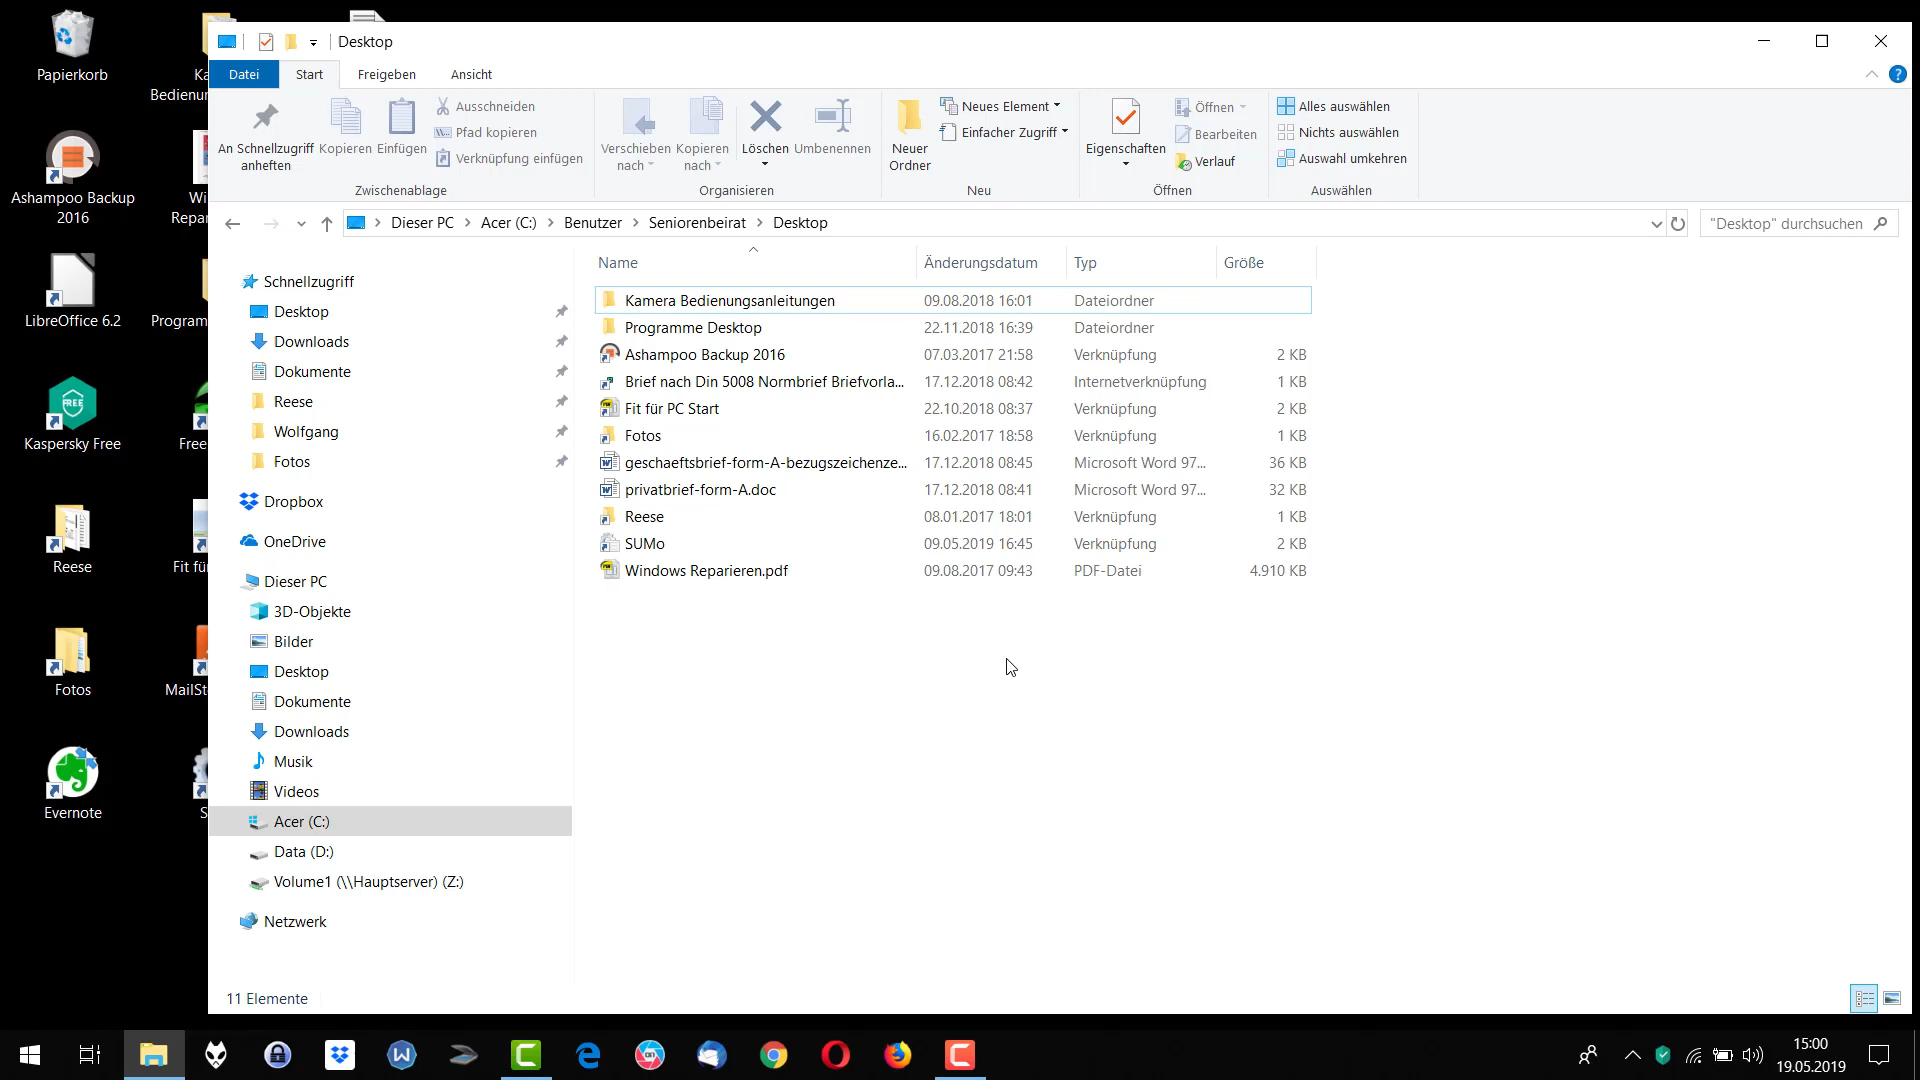 Papierkorb
Ka
Bedienun
Ashampoo Backup
2016
Wi
Repar
LibreOffice 6.2
Program
FREE
Kaspersky Free
Free
Reese
Fit fü
Fotos
MailSt
Evernote
S
Desktop
Datei
Start
Freigeben
Ansicht
An Schnellzugriff
anheften
Kopieren
Einfügen
Ausschneiden
Pfad kopieren
Verknüpfung einfügen
Zwischenablage
Verschieben
nach
Kopieren
nach
Löschen
Umbenennen
Organisieren
Neuer
Ordner
Neues Element
Einfacher Zugriff
Neu
Eigenschaften
Öffnen
Bearbeiten
Verlauf
Öffnen
Alles auswählen
Nichts auswählen
Auswahl umkehren
Auswählen
Dieser PC > Acer (C:) > Benutzer > Seniorenbeirat > Desktop
"Desktop" durchsuchen
Schnellzugriff
Desktop
Downloads
Dokumente
Reese
Wolfgang
Fotos
Dropbox
OneDrive
Dieser PC
3D-Objekte
Bilder
Desktop
Dokumente
Downloads
Musik
Videos
Acer (C:)
Data (D:)
Volume1 (\\Hauptserver) (Z:)
Netzwerk
Name Änderungsdatum Typ Größe
Kamera Bedienungsanleitungen 09.08.2018 16:01 Dateiordner
Programme Desktop 22.11.2018 16:39 Dateiordner
Ashampoo Backup 2016 07.03.2017 21:58 Verknüpfung 2 KB
Brief nach Din 5008 Normbrief Briefvorla... 17.12.2018 08:42 Internetverknüpfung 1 KB
Fit für PC Start 22.10.2018 08:37 Verknüpfung 2 KB
Fotos 16.02.2017 18:58 Verknüpfung 1 KB
geschaeftsbrief-form-A-bezugszeichenze... 17.12.2018 08:45 Microsoft Word 97... 36 KB
privatbrief-form-A.doc 17.12.2018 08:41 Microsoft Word 97... 32 KB
Reese 08.01.2017 18:01 Verknüpfung 1 KB
SUMo 09.05.2019 16:45 Verknüpfung 2 KB
Windows Reparieren.pdf 09.08.2017 09:43 PDF-Datei 4.910 KB
11 Elemente
15:00
19.05.2019